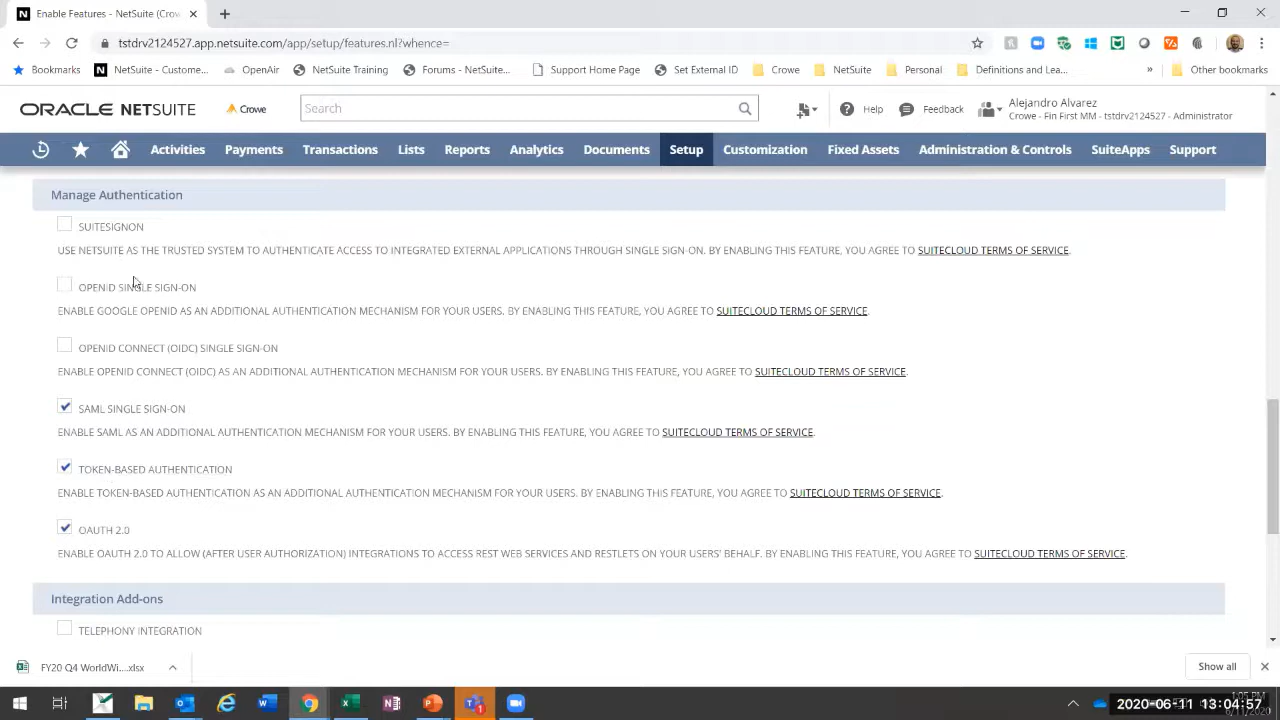 Enable Features - NetSuite (Crow
tstdrv2124527.app.netsuite.com/app/setup/features.nl?whence=
Bookmarks
NetSuite - Custome...
OpenAir
NetSuite Training
Forums - NetSuite...
Support Home Page
Set External ID
Crowe
NetSuite
Personal
Definitions and Lea...
»
Other bookmarks
ORACLE NETSUITE
Crowe
Search
Help
Feedback
Alejandro Alvarez
Crowe - Fin First MM - tstdrv2124527 - Administrator
Activities
Payments
Transactions
Lists
Reports
Analytics
Documents
Setup
Customization
Fixed Assets
Administration & Controls
SuiteApps
Support
Manage Authentication
SUITESIGNON
USE NETSUITE AS THE TRUSTED SYSTEM TO AUTHENTICATE ACCESS TO INTEGRATED EXTERNAL APPLICATIONS THROUGH SINGLE SIGN-ON. BY ENABLING THIS FEATURE, YOU AGREE TO SUITECLOUD TERMS OF SERVICE.
OPENID SINGLE SIGN-ON
ENABLE GOOGLE OPENID AS AN ADDITIONAL AUTHENTICATION MECHANISM FOR YOUR USERS. BY ENABLING THIS FEATURE, YOU AGREE TO SUITECLOUD TERMS OF SERVICE.
OPENID CONNECT (OIDC) SINGLE SIGN-ON
ENABLE OPENID CONNECT (OIDC) AS AN ADDITIONAL AUTHENTICATION MECHANISM FOR YOUR USERS. BY ENABLING THIS FEATURE, YOU AGREE TO SUITECLOUD TERMS OF SERVICE.
SAML SINGLE SIGN-ON
ENABLE SAML AS AN ADDITIONAL AUTHENTICATION MECHANISM FOR YOUR USERS. BY ENABLING THIS FEATURE, YOU AGREE TO SUITECLOUD TERMS OF SERVICE.
TOKEN-BASED AUTHENTICATION
ENABLE TOKEN-BASED AUTHENTICATION AS AN ADDITIONAL AUTHENTICATION MECHANISM FOR YOUR USERS. BY ENABLING THIS FEATURE, YOU AGREE TO SUITECLOUD TERMS OF SERVICE.
OAUTH 2.0
ENABLE OAUTH 2.0 TO ALLOW (AFTER USER AUTHORIZATION) INTEGRATIONS TO ACCESS REST WEB SERVICES AND RESTLETS ON YOUR USERS' BEHALF. BY ENABLING THIS FEATURE, YOU AGREE TO SUITECLOUD TERMS OF SERVICE.
Integration Add-ons
TELEPHONY INTEGRATION
FY20 Q4 WorldWi....xlsx
Show all
1:05 PM
2020-06-11 13:04:57
6/11/2020